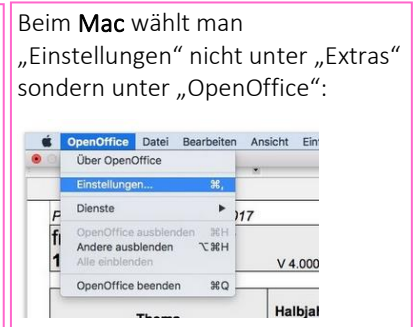 Beim Mac wählt man
„Einstellungen“ nicht unter „Extras“
sondern unter „OpenOffice“:
OpenOffice Datei Bearbeiten Ansicht
Über OpenOffice
Einstellungen... ⌘,
Dienste ▶
17
OpenOffice ausblenden ⌘H
Andere ausblenden ⌥⌘H
Alle einblenden
V 4.000
OpenOffice beenden ⌘Q
Thema